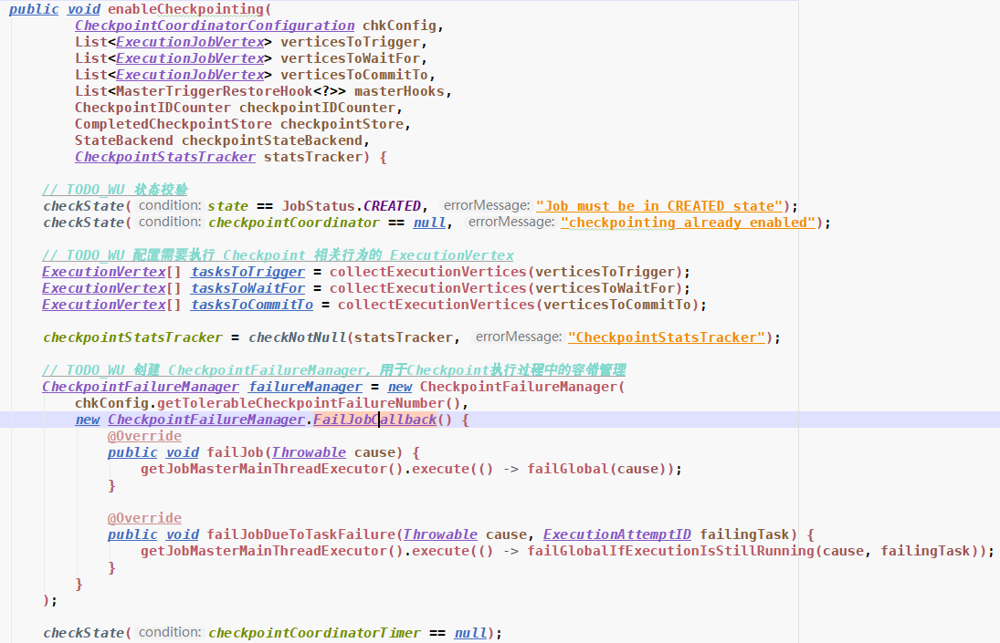 public void enableCheckpointing(
CheckpointCoordinatorConfiguration chkConfig,
List<ExecutionJobVertex> verticesToTrigger,
List<ExecutionJobVertex> verticesToWaitFor,
List<ExecutionJobVertex> verticesToCommitTo,
List<MasterTriggerRestoreHook<?>> masterHooks,
CheckpointIDCounter checkpointIDCounter,
CompletedCheckpointStore checkpointStore,
StateBackend checkpointStateBackend,
CheckpointStatsTracker statsTracker) {
// TODO_WU 状态校验
checkState( condition: state == JobStatus.CREATED, errorMessage: "Job must be in CREATED state");
checkState( condition: checkpointCoordinator == null, errorMessage: "checkpointing already enabled");
// TODO_WU 配置需要执行 Checkpoint 相关行为的 ExecutionVertex
ExecutionVertex[] tasksToTrigger = collectExecutionVertices(verticesToTrigger);
ExecutionVertex[] tasksToWaitFor = collectExecutionVertices(verticesToWaitFor);
ExecutionVertex[] tasksToCommitTo = collectExecutionVertices(verticesToCommitTo);
checkpointStatsTracker = checkNotNull(statsTracker, errorMessage: "CheckpointStatsTracker");
// TODO_WU 创建 CheckpointFailureManager, 用于Checkpoint执行过程中的容错管理
CheckpointFailureManager failureManager = new CheckpointFailureManager(
chkConfig.getTolerableCheckpointFailureNumber(),
new CheckpointFailureManager.FailJobCallback() {
@Override
public void failJob(Throwable cause) {
getJobMasterMainThreadExecutor().execute(() -> failGlobal(cause));
}
@Override
public void failJobDueToTaskFailure(Throwable cause, ExecutionAttemptID failingTask) {
getJobMasterMainThreadExecutor().execute(() -> failGlobalIfExecutionIsStillRunning(cause, failingTask));
}
}
);
checkState( condition: checkpointCoordinatorTimer == null);